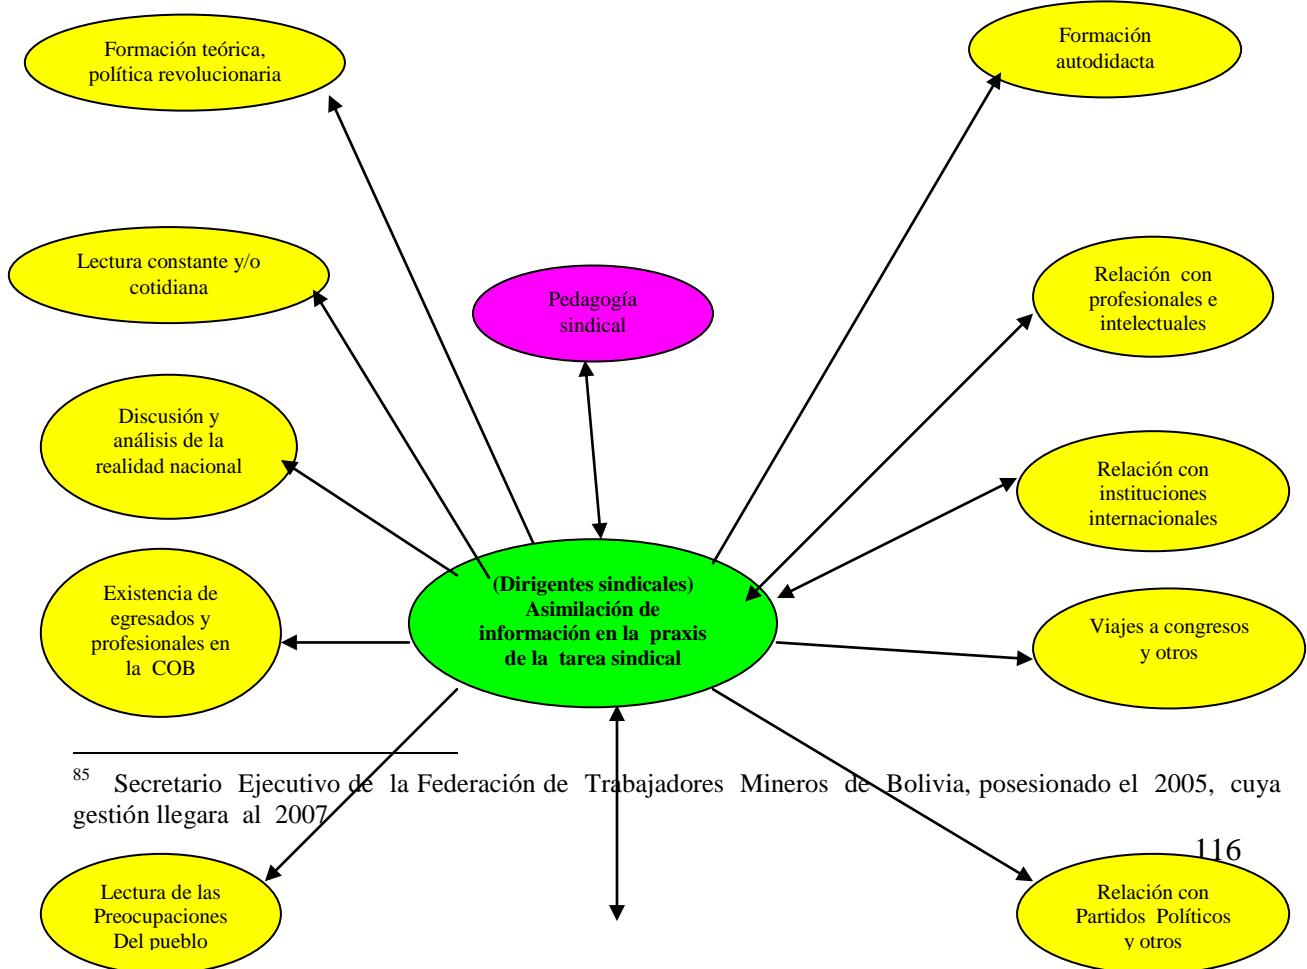 Formación teórica,
política revolucionaria
Formación
autodidacta
Lectura constante y/o
cotidiana
Pedagogía
sindical
Relación con
profesionales e
intelectuales
Discusión y
análisis de la
realidad nacional
Relación con
instituciones
internacionales
Existencia de
egresados y
profesionales en
la COB
(Dirigentes sindicales)
Asimilación de
información en la praxis
de la tarea sindical
Viajes a congresos
y otros
85 Secretario Ejecutivo de la Federación de Trabajadores Mineros de Bolivia, posesionado el 2005, cuya
gestión llegara al 2007
116
Lectura de las
Preocupaciones
Del pueblo
Relación con
Partidos Políticos
y otros